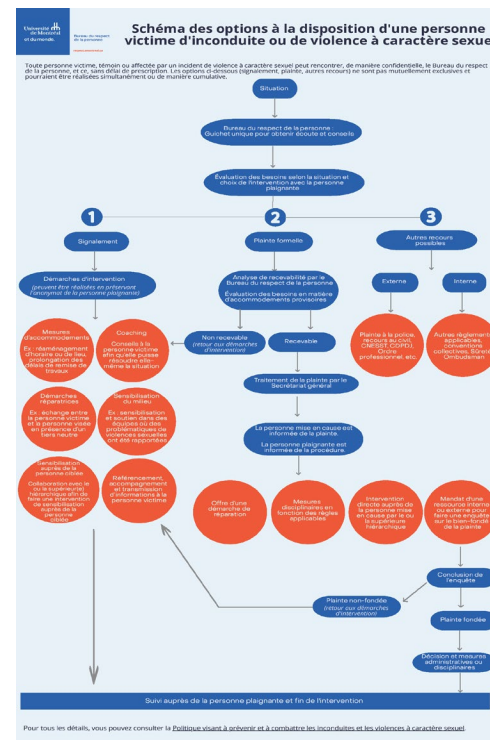 Université de Montréal
et du monde.
Bureau du respect
de la personne
Schéma des options à la disposition d'une personne
victime d'inconduite ou de violence à caractère sexue
Toute personne victime, témoin ou affectée par un incident de violence à caractère sexuel peut rencontrer, de manière confidentielle, le Bureau du respect
de la personne, et ce, sans délai de prescription. Les options ci-dessous (signalement, plainte, autres recours) ne sont pas mutuellement exclusives et
pourraient être réalisées simultanément ou de manière cumulative.
Situation
Bureau du respect de la personne :
Guichet unique pour obtenir écoute et conseils
Évaluation des besoins selon la situation et
choix de l'intervention avec la personne
plaignante
1
2
3
Signalement
Démarches d'intervention
(peuvent être réalisées en préservant
l'anonymat de la personne plaignante)
Mesures
d'accommodements
Ex : réaménagement
d'horaire ou de lieu,
prolongation des
délais de remise de
travaux
Coaching
Conseils à la
personne victime
afin qu'elle puisse
résoudre elle-
même la situation
Démarches
réparatrices
Ex : échange entre
la personne victime
et la personne visée
en présence d'un
tiers neutre
Sensibilisation
du milieu
Ex : sensibilisation
et soutien dans des
équipes où des
problématiques de
violences sexuelles
ont été rapportées
Sensibilisation
auprès de la
personne ciblée
Collaboration avec le
ou la supérieur(e)
hiérarchique afin de
faire une intervention
de sensibilisation
auprès de la
personne
ciblée
Référencement,
accompagnement
et transmission
d'informations à la
personne victime
Plainte formelle
Analyse de recevabilité par le
Bureau du respect de la personne
Évaluation des besoins en matière
d'accommodements provisoires
Non recevable
(retour aux démarches
d'intervention)
Recevable
Traitement de la plainte par le
Secrétariat général
La personne mise en cause est
informée de la plainte.
La personne plaignante est
informée de la procédure.
Offre d'une
démarche de
réparation
Mesures
disciplinaires en
fonction des règles
applicables
Intervention
directe auprès de
la personne mise
en cause par le ou
la supérieure
hiérarchique
Mandat d'une
ressource interne
ou externe pour
faire une enquête
sur le bien-fondé
de la plainte
Conclusion de
l'enquête
Plainte non-fondée
(retour aux démarches
d'intervention)
Plainte fondée
Décision et mesures
administratives ou
disciplinaires
Autres recours
possibles
Externe
Interne
Plainte à la police,
recours au civil,
CNESST, CDPDJ,
Ordre
professionnel, etc.
Autres règlements
applicables,
conventions
collectives, Sûreté
Ombudsman
Suivi auprès de la personne plaignante et fin de l'intervention
Pour tous les détails, vous pouvez consulter la Politique visant à prévenir et à combattre les inconduites et les violences à caractère sexuel.